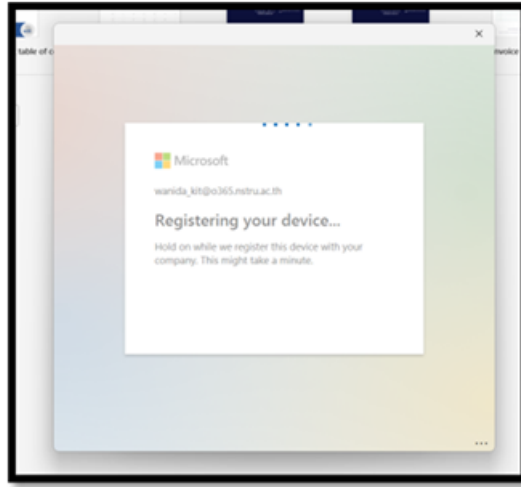 table of c
nvoice
Microsoft
wanida_kit@o365.nstru.ac.th
Registering your device...
Hold on while we register this device with your
company. This might take a minute.